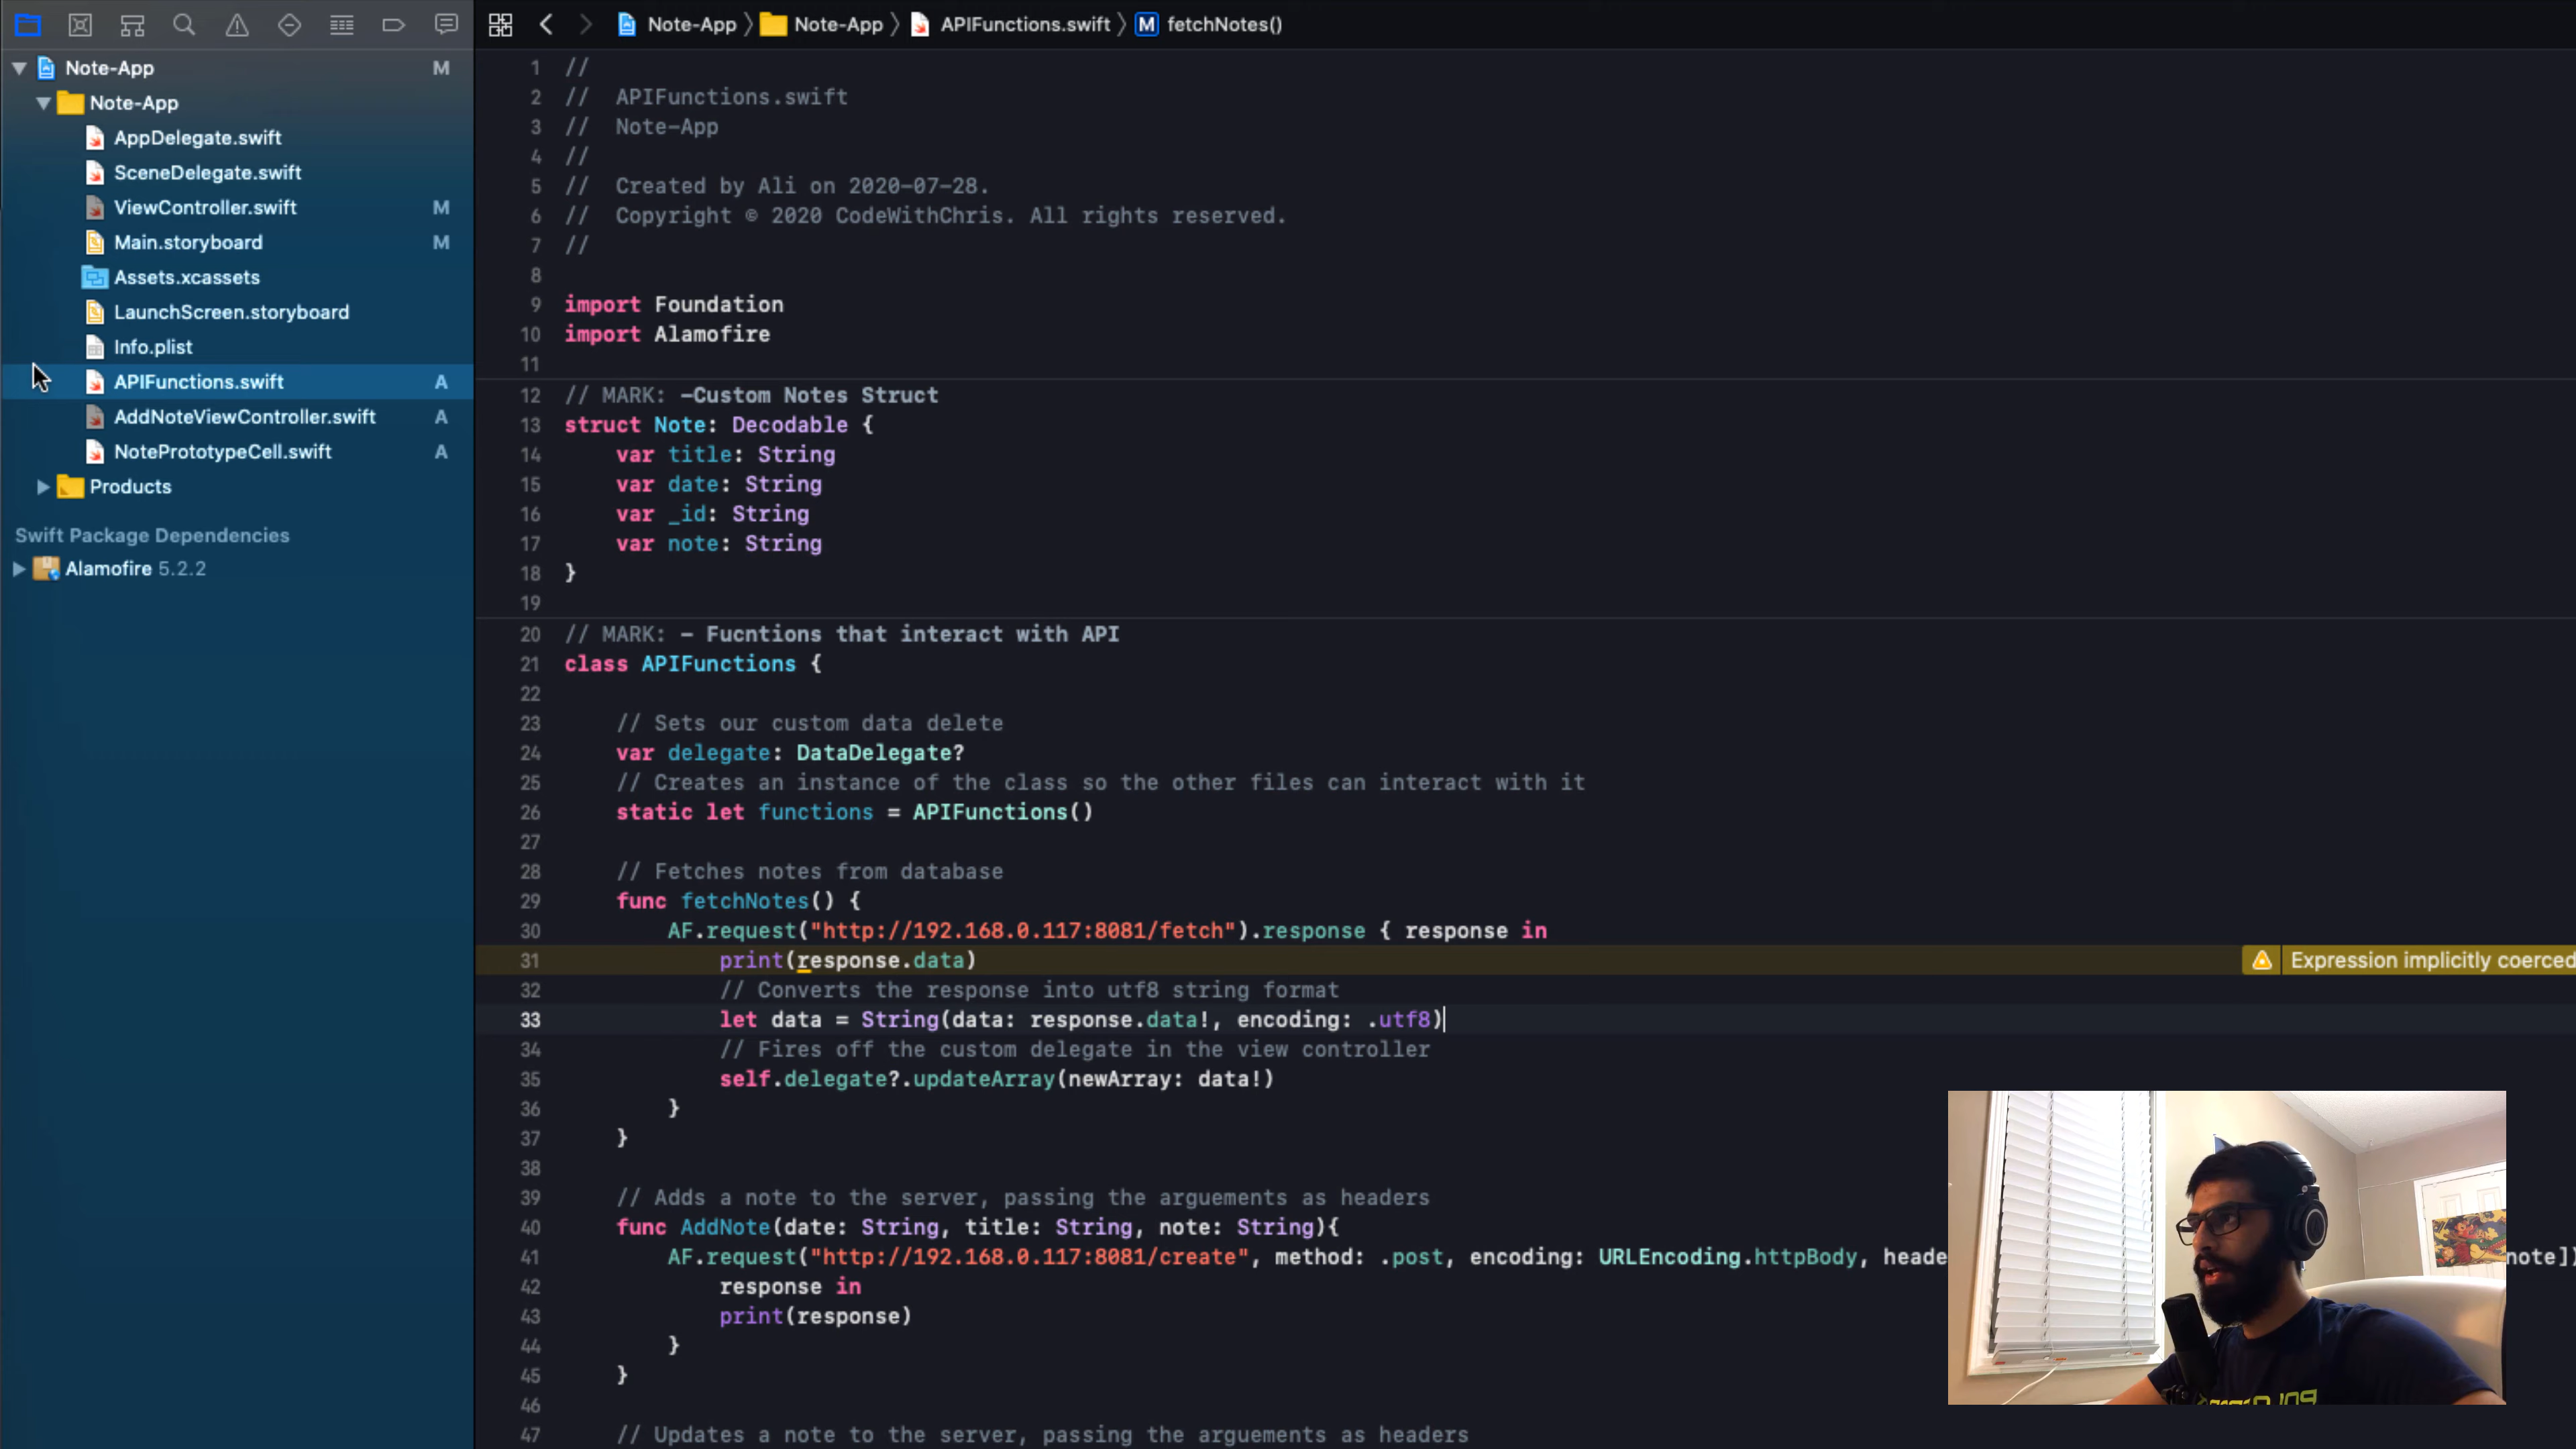 Note-App M
Note-App
AppDelegate.swift
SceneDelegate.swift
ViewController.swift M
Main.storyboard M
Assets.xcassets
LaunchScreen.storyboard
Info.plist
APIFunctions.swift A
AddNoteViewController.swift A
NotePrototypeCell.swift A
Products
Swift Package Dependencies
Alamofire 5.2.2
Note-App Note-App APIFunctions.swift M fetchNotes()
1 //
2 //  APIFunctions.swift
3 //  Note-App
4 //
5 //  Created by Ali on 2020-07-28.
6 //  Copyright © 2020 CodeWithChris. All rights reserved.
7 //
8
9 import Foundation
10 import Alamofire
11
12 // MARK: -Custom Notes Struct
13 struct Note: Decodable {
14     var title: String
15     var date: String
16     var _id: String
17     var note: String
18 }
19
20 // MARK: - Fucntions that interact with API
21 class APIFunctions {
22
23     // Sets our custom data delete
24     var delegate: DataDelegate?
25     // Creates an instance of the class so the other files can interact with it
26     static let functions = APIFunctions()
27
28     // Fetches notes from database
29     func fetchNotes() {
30         AF.request("http://192.168.0.117:8081/fetch").response { response in
31             print(response.data) Expression implicitly coerced
32             // Converts the response into utf8 string format
33             let data = String(data: response.data!, encoding: .utf8)
34             // Fires off the custom delegate in the view controller
35             self.delegate?.updateArray(newArray: data!)
36         }
37     }
38
39     // Adds a note to the server, passing the arguements as headers
40     func AddNote(date: String, title: String, note: String){
41         AF.request("http://192.168.0.117:8081/create", method: .post, encoding: URLEncoding.httpBody, heade note])
42             response in
43             print(response)
44         }
45     }
46
47     // Updates a note to the server, passing the arguements as headers